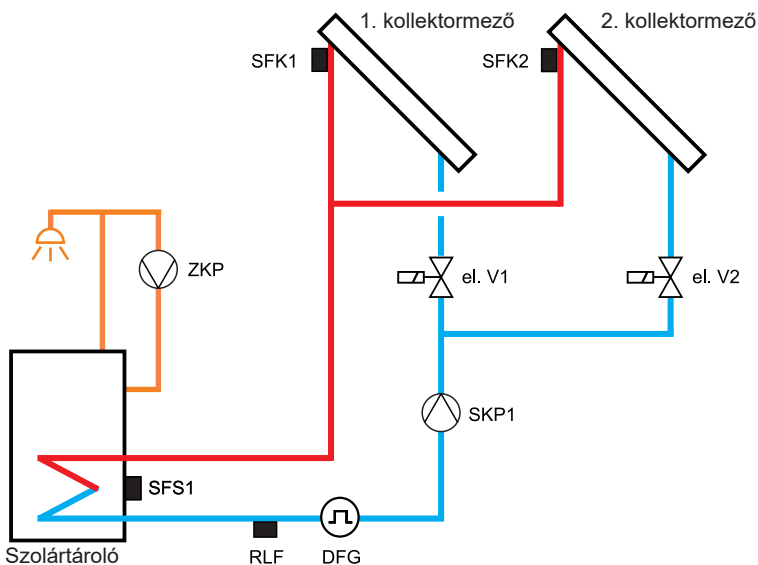 1. kollektormező
2. kollektormező
SFK1
SFK2
ZKP
el. V1
el. V2
SKP1
SFS1
Szolártároló
RLF
DFG